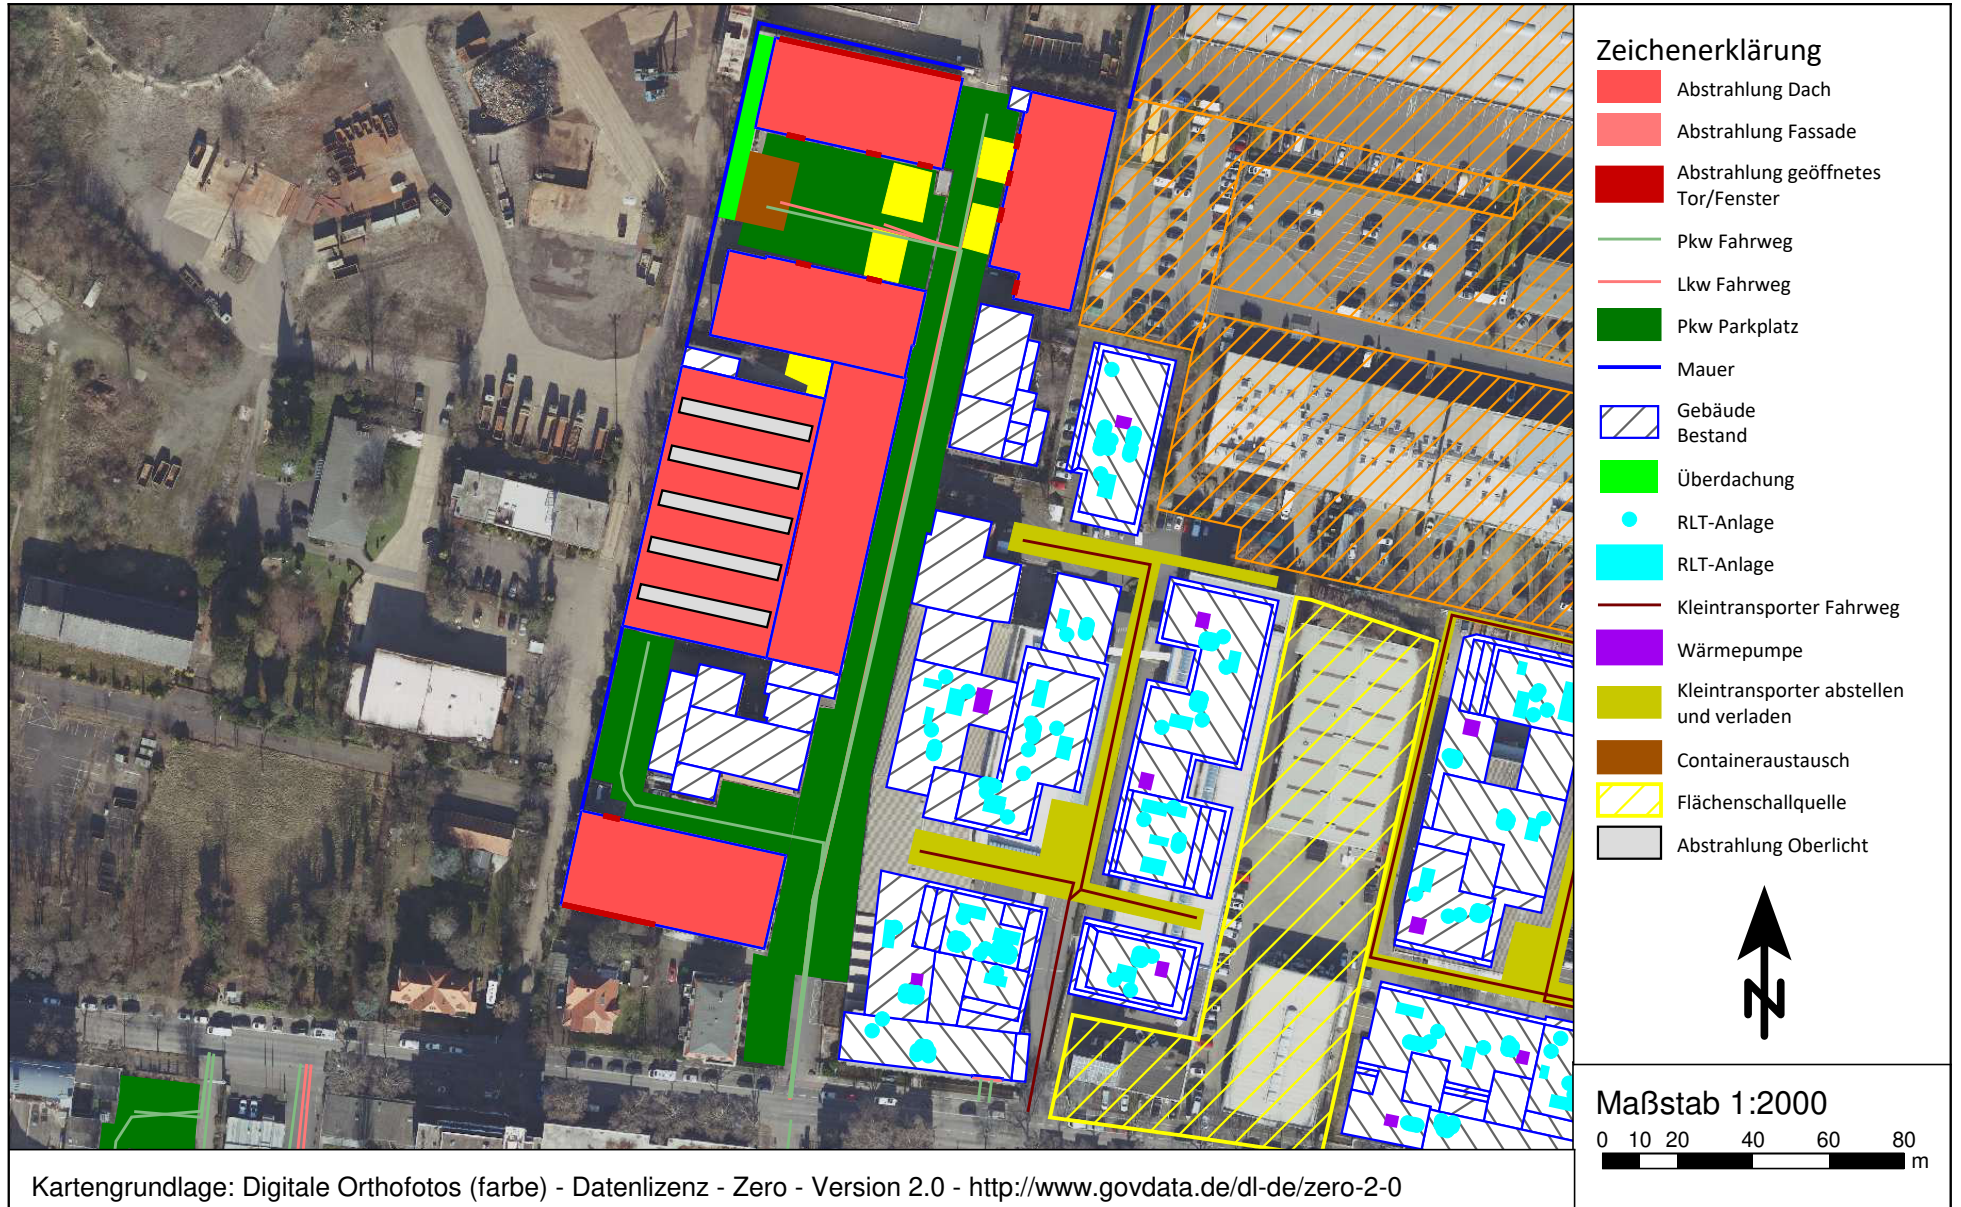 Zeichenerklärung
Abstrahlung Dach
Abstrahlung Fassade
Abstrahlung geöffnetes
Tor/Fenster
Pkw Fahrweg
Lkw Fahrweg
Pkw Parkplatz
Mauer
Gebäude
Bestand
Überdachung
RLT-Anlage
RLT-Anlage
Kleintransporter Fahrweg
Wärmepumpe
Kleintransporter abstellen
und verladen
Containeraustausch
Flächenschallquelle
Abstrahlung Oberlicht
N
Maßstab 1:2000
0 10 20 40 60 80
m
Kartengrundlage: Digitale Orthofotos (farbe) - Datenlizenz - Zero - Version 2.0 - http://www.govdata.de/dl-de/zero-2-0